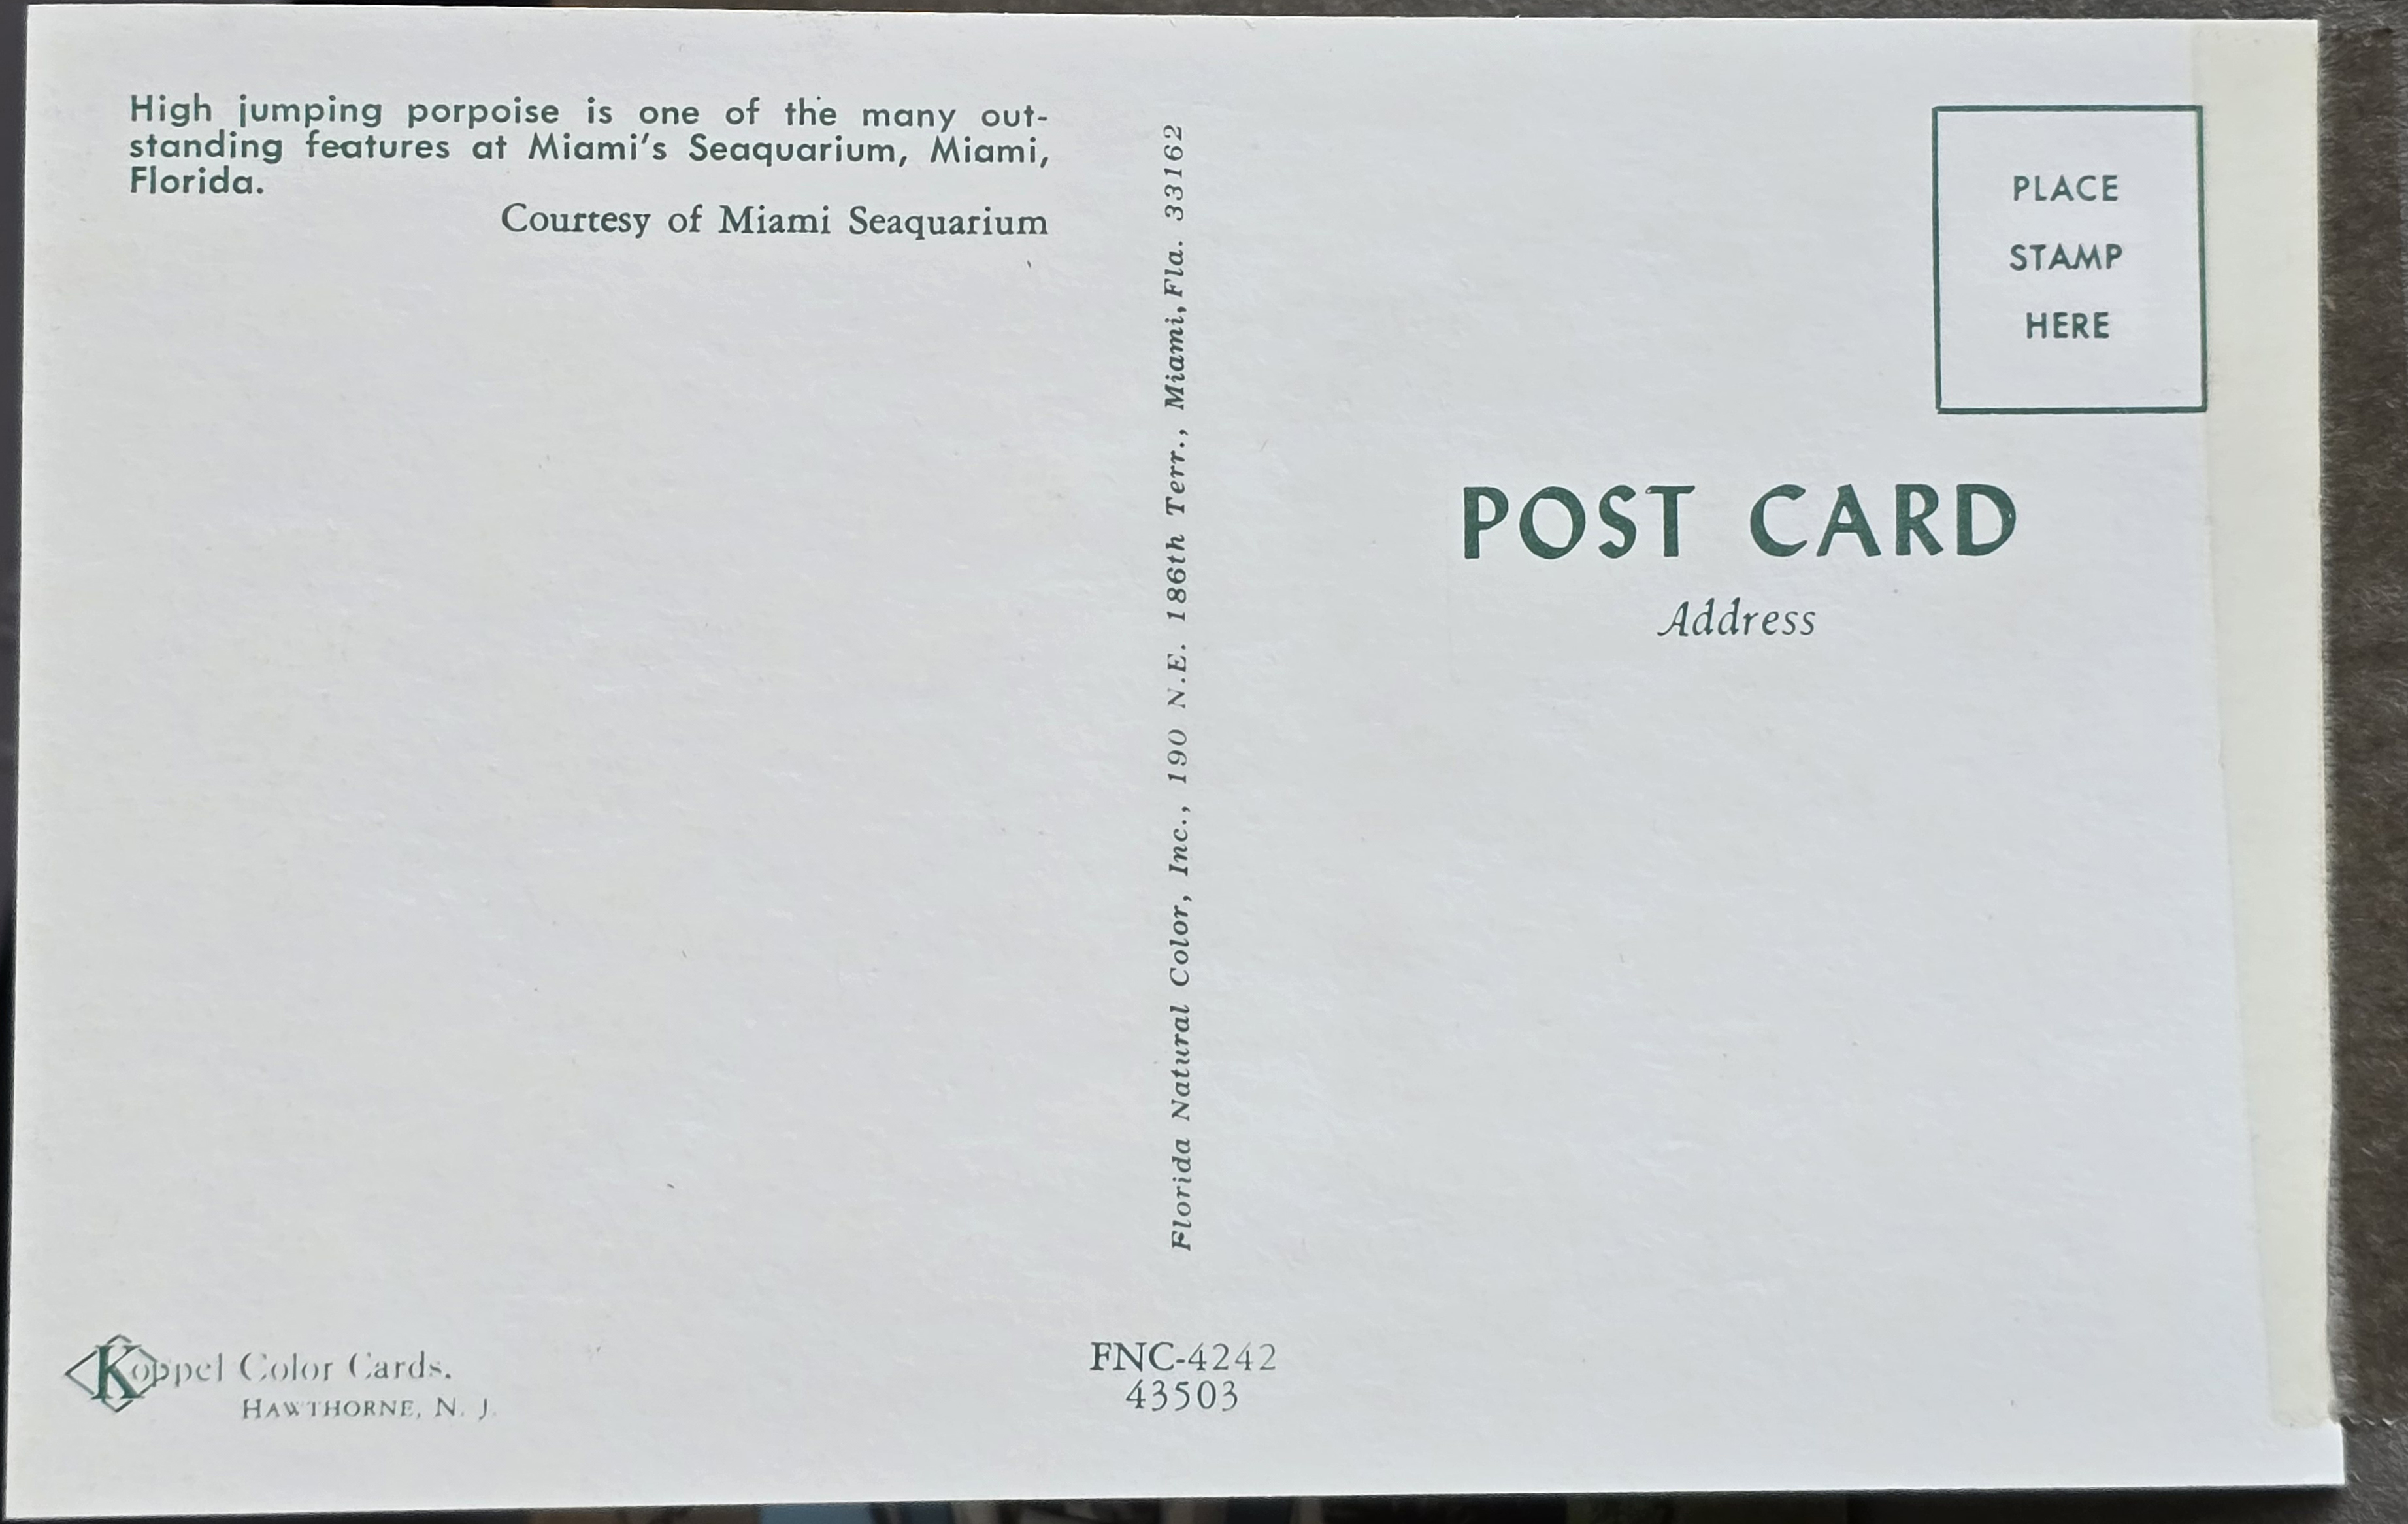 High jumping porpoise is one of the many out-
standing features at Miami's Seaquarium, Miami,
Florida.
Courtesy of Miami Seaquarium
Florida Natural Color, Inc., 190 N.E. 186th Terr., Miami, Fla. 33162
PLACE
STAMP
HERE
POST CARD
Address
Koppel Color Cards.
HAWTHORNE, N. J.
FNC-4242
43503